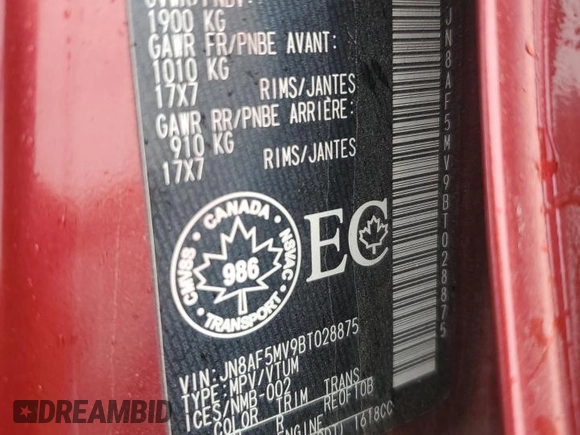 1900 KG
GAWR FR/PNBE AVANT:
1010 KG
17X7 RIMS/JANTES
GAWR RR/PNBE ARRIÈRE:
910 KG
17X7 RIMS/JANTES
CANADA
CMVSS
NSVAC
986
EC
VIN:JN8AF5MV9BT028875
TYPE:MPV/VTUM
ICES/NMB-002
COLOR TRIM TRANS
JN8AF5MV9BT028875
DREAMBID